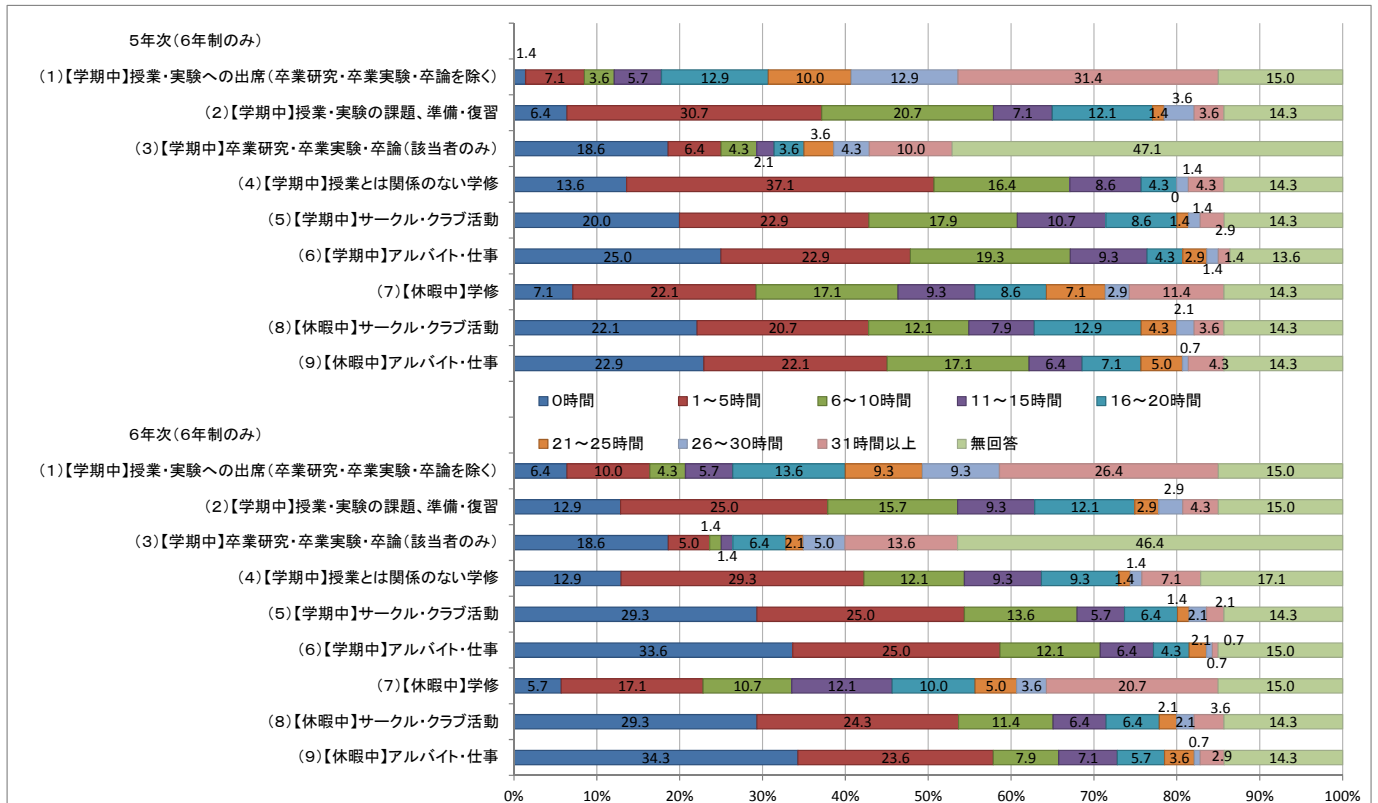 5年次(6年制のみ)
1.4
(1)【学期中】授業・実験への出席(卒業研究・卒業実験・卒論を除く)
7.1 3.6 5.7 12.9 10.0 12.9 31.4 15.0
3.6
(2)【学期中】授業・実験の課題、準備・復習
6.4 30.7 20.7 7.1 12.1 1.4 3.6 14.3
3.6
(3)【学期中】卒業研究・卒業実験・卒論(該当者のみ)
18.6 6.4 4.3 3.6 4.3 10.0 47.1
2.1
1.4
(4)【学期中】授業とは関係のない学修
13.6 37.1 16.4 8.6 4.3 4.3 14.3
0
1.4
(5)【学期中】サークル・クラブ活動
20.0 22.9 17.9 10.7 8.6 1.4 14.3
2.9
(6)【学期中】アルバイト・仕事
25.0 22.9 19.3 9.3 4.3 2.9 1.4 13.6
1.4
(7)【休暇中】学修
7.1 22.1 17.1 9.3 8.6 7.1 2.9 11.4 14.3
2.1
(8)【休暇中】サークル・クラブ活動
22.1 20.7 12.1 7.9 12.9 4.3 3.6 14.3
0.7
(9)【休暇中】アルバイト・仕事
22.9 22.1 17.1 6.4 7.1 5.0 4.3 14.3
0時間 1～5時間 6～10時間 11～15時間 16～20時間
21～25時間 26～30時間 31時間以上 無回答
6年次(6年制のみ)
(1)【学期中】授業・実験への出席(卒業研究・卒業実験・卒論を除く)
6.4 10.0 4.3 5.7 13.6 9.3 9.3 26.4 15.0
2.9
(2)【学期中】授業・実験の課題、準備・復習
12.9 25.0 15.7 9.3 12.1 2.9 4.3 15.0
1.4
(3)【学期中】卒業研究・卒業実験・卒論(該当者のみ)
18.6 5.0 6.4 2.1 5.0 13.6 46.4
1.4
1.4
(4)【学期中】授業とは関係のない学修
12.9 29.3 12.1 9.3 9.3 1.4 7.1 17.1
1.4 2.1
(5)【学期中】サークル・クラブ活動
29.3 25.0 13.6 5.7 6.4 2.1 14.3
2.1 0.7
(6)【学期中】アルバイト・仕事
33.6 25.0 12.1 6.4 4.3 15.0
0.7
(7)【休暇中】学修
5.7 17.1 10.7 12.1 10.0 5.0 3.6 20.7 15.0
2.1 3.6
(8)【休暇中】サークル・クラブ活動
29.3 24.3 11.4 6.4 6.4 2.1 14.3
0.7
(9)【休暇中】アルバイト・仕事
34.3 23.6 7.9 7.1 5.7 3.6 2.9 14.3
0% 10% 20% 30% 40% 50% 60% 70% 80% 90% 100%